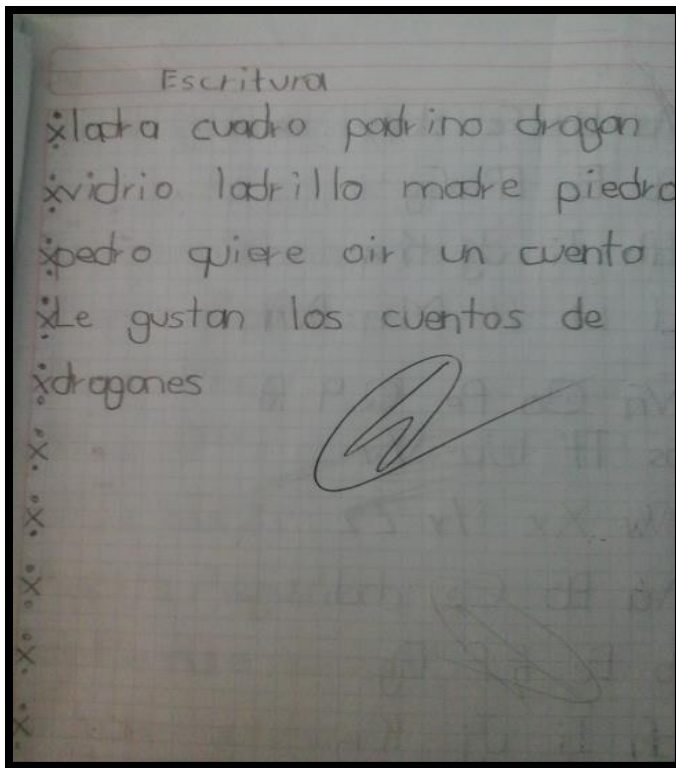 Escritura
ladra cuadro padrino dragon
vidrio ladrillo madre piedra
pedro quiere oir un cuento
Le gustan los cuentos de
dragones